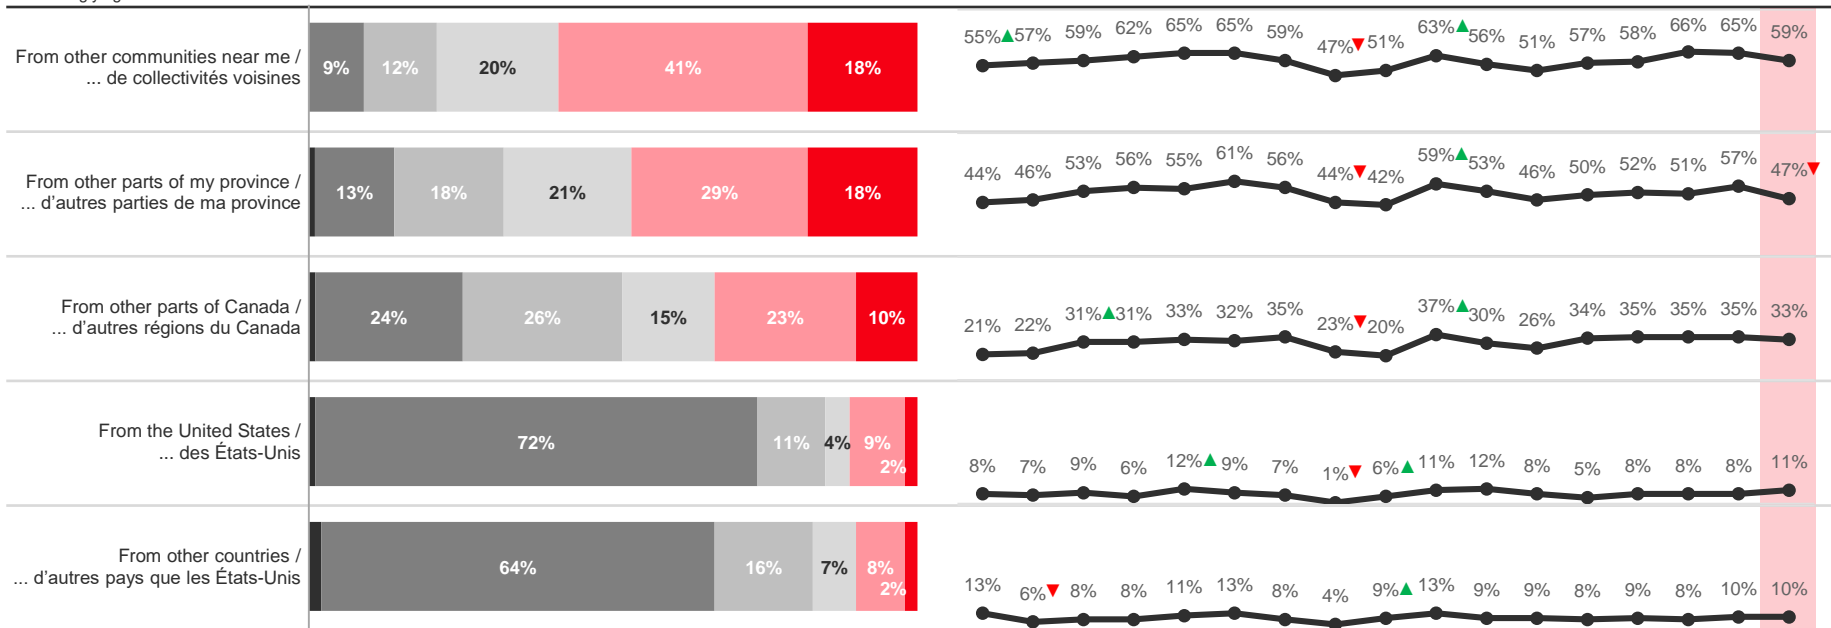 From other communities near me /
... de collectivités voisines
9% 12% 20% 41% 18%
55% 57% 59% 62% 65% 65% 59% 47% 51% 63% 56% 51% 57% 58% 66% 65% 59%
From other parts of my province /
... d'autres parties de ma province
13% 18% 21% 29% 18%
44% 46% 53% 56% 55% 61% 56% 44% 42% 59% 53% 46% 50% 52% 51% 57% 47%
From other parts of Canada /
... d'autres régions du Canada
24% 26% 15% 23% 10%
21% 22% 31% 31% 33% 32% 35% 23% 20% 37% 30% 26% 34% 35% 35% 35% 33%
From the United States /
... des États-Unis
72% 11% 4% 9% 2%
8% 7% 9% 6% 12% 9% 7% 1% 6% 11% 12% 8% 5% 8% 8% 8% 11%
From other countries /
... d'autres pays que les États-Unis
64% 16% 7% 8% 2%
13% 6% 8% 8% 11% 13% 8% 4% 9% 13% 9% 9% 8% 9% 8% 10% 10%